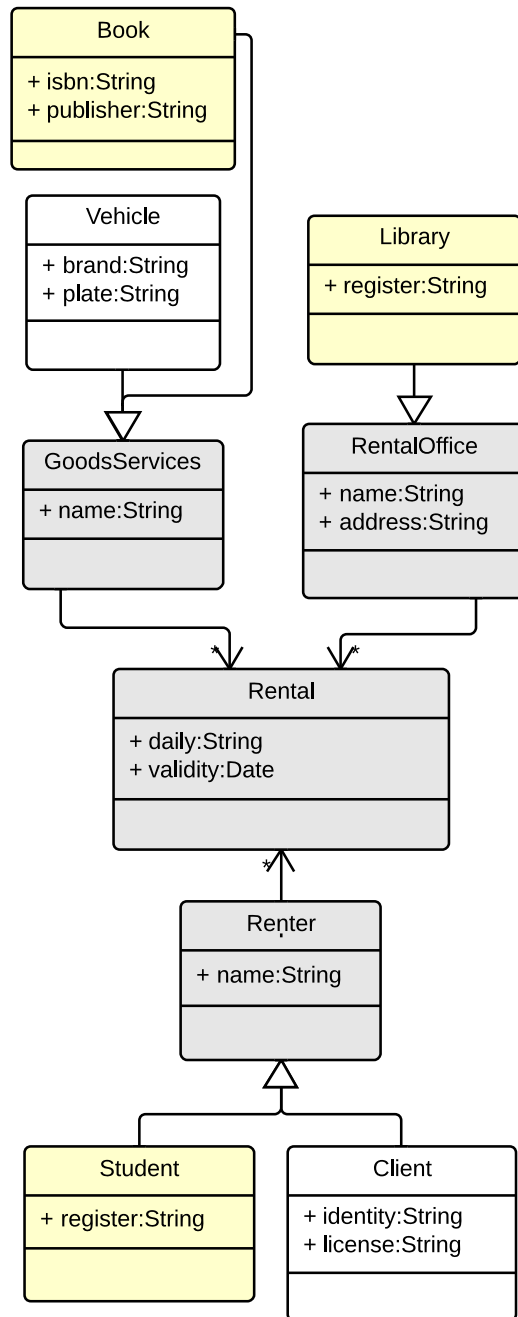 Book
+ isbn:String
+ publisher:String
Vehicle
+ brand:String
+ plate:String
Library
+ register:String
GoodsServices
+ name:String
RentalOffice
+ name:String
+ address:String
*
*
Rental
+ daily:String
+ validity:Date
*
Renter
+ name:String
Student
+ register:String
Client
+ identity:String
+ license:String